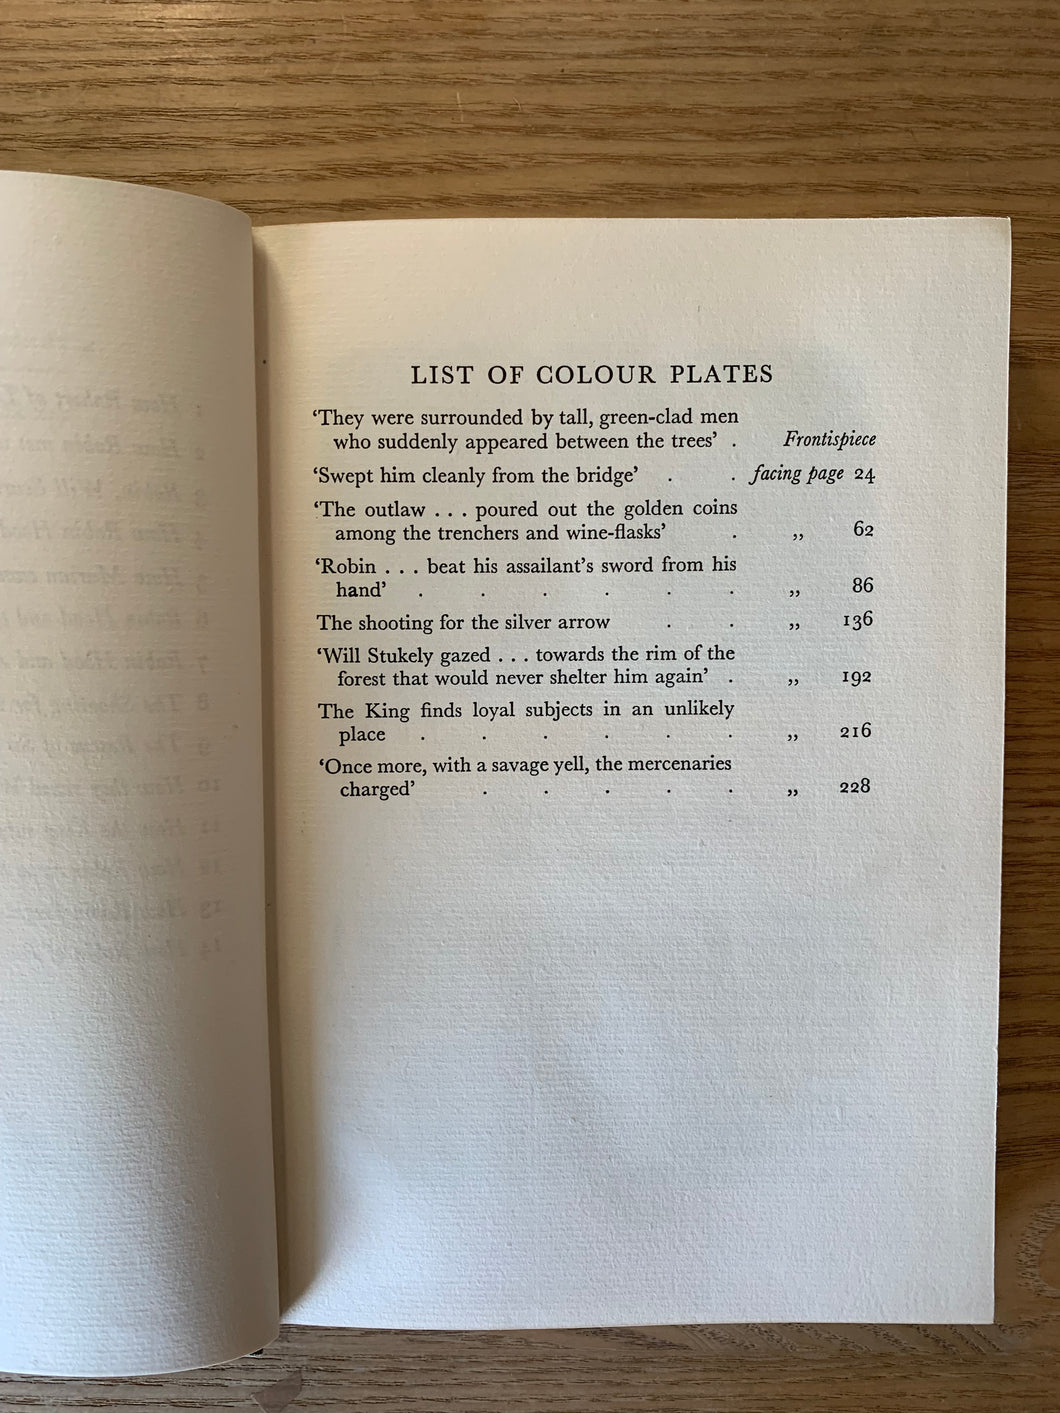 LIST OF COLOUR PLATES
‘They were surrounded by tall, green-clad men
who suddenly appeared between the trees’ . Frontispiece
‘Swept him cleanly from the bridge’ . . facing page 24
‘The outlaw . . . poured out the golden coins
among the trenchers and wine-flasks’ . ,, 62
‘Robin . . . beat his assailant’s sword from his
hand’ . . . . . . ,, 86
The shooting for the silver arrow . . ,, 136
‘Will Stukely gazed . . . towards the rim of the
forest that would never shelter him again’ . ,, 192
The King finds loyal subjects in an unlikely
place . . . . . . ,, 216
‘Once more, with a savage yell, the mercenaries
charged’ . . . . . ,, 228